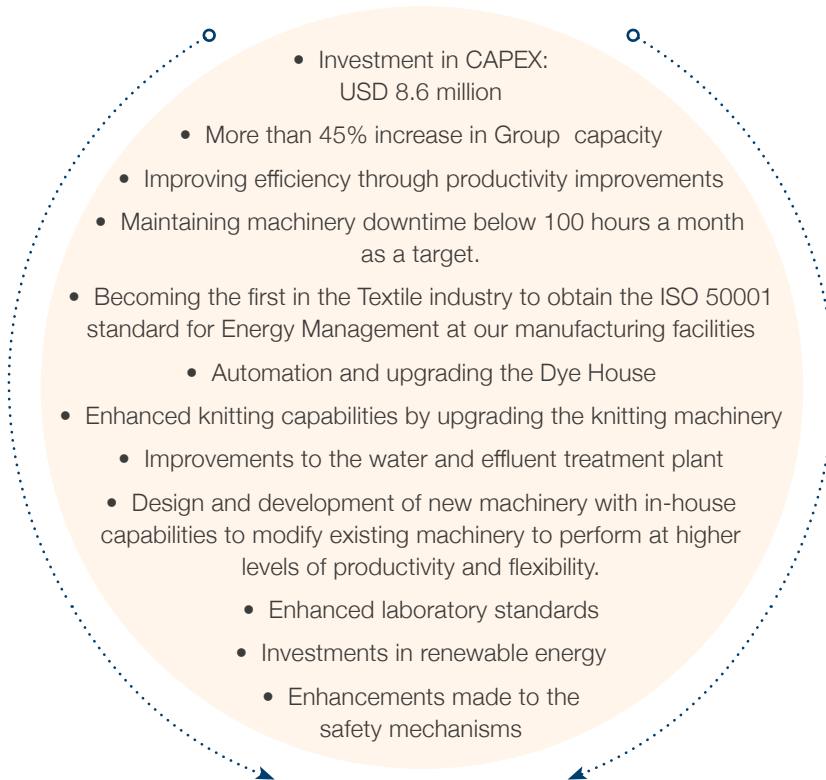 • Investment in CAPEX:
USD 8.6 million
• More than 45% increase in Group capacity
• Improving efficiency through productivity improvements
• Maintaining machinery downtime below 100 hours a month
as a target.
• Becoming the first in the Textile industry to obtain the ISO 50001
standard for Energy Management at our manufacturing facilities
• Automation and upgrading the Dye House
• Enhanced knitting capabilities by upgrading the knitting machinery
• Improvements to the water and effluent treatment plant
• Design and development of new machinery with in-house
capabilities to modify existing machinery to perform at higher
levels of productivity and flexibility.
• Enhanced laboratory standards
• Investments in renewable energy
• Enhancements made to the
safety mechanisms